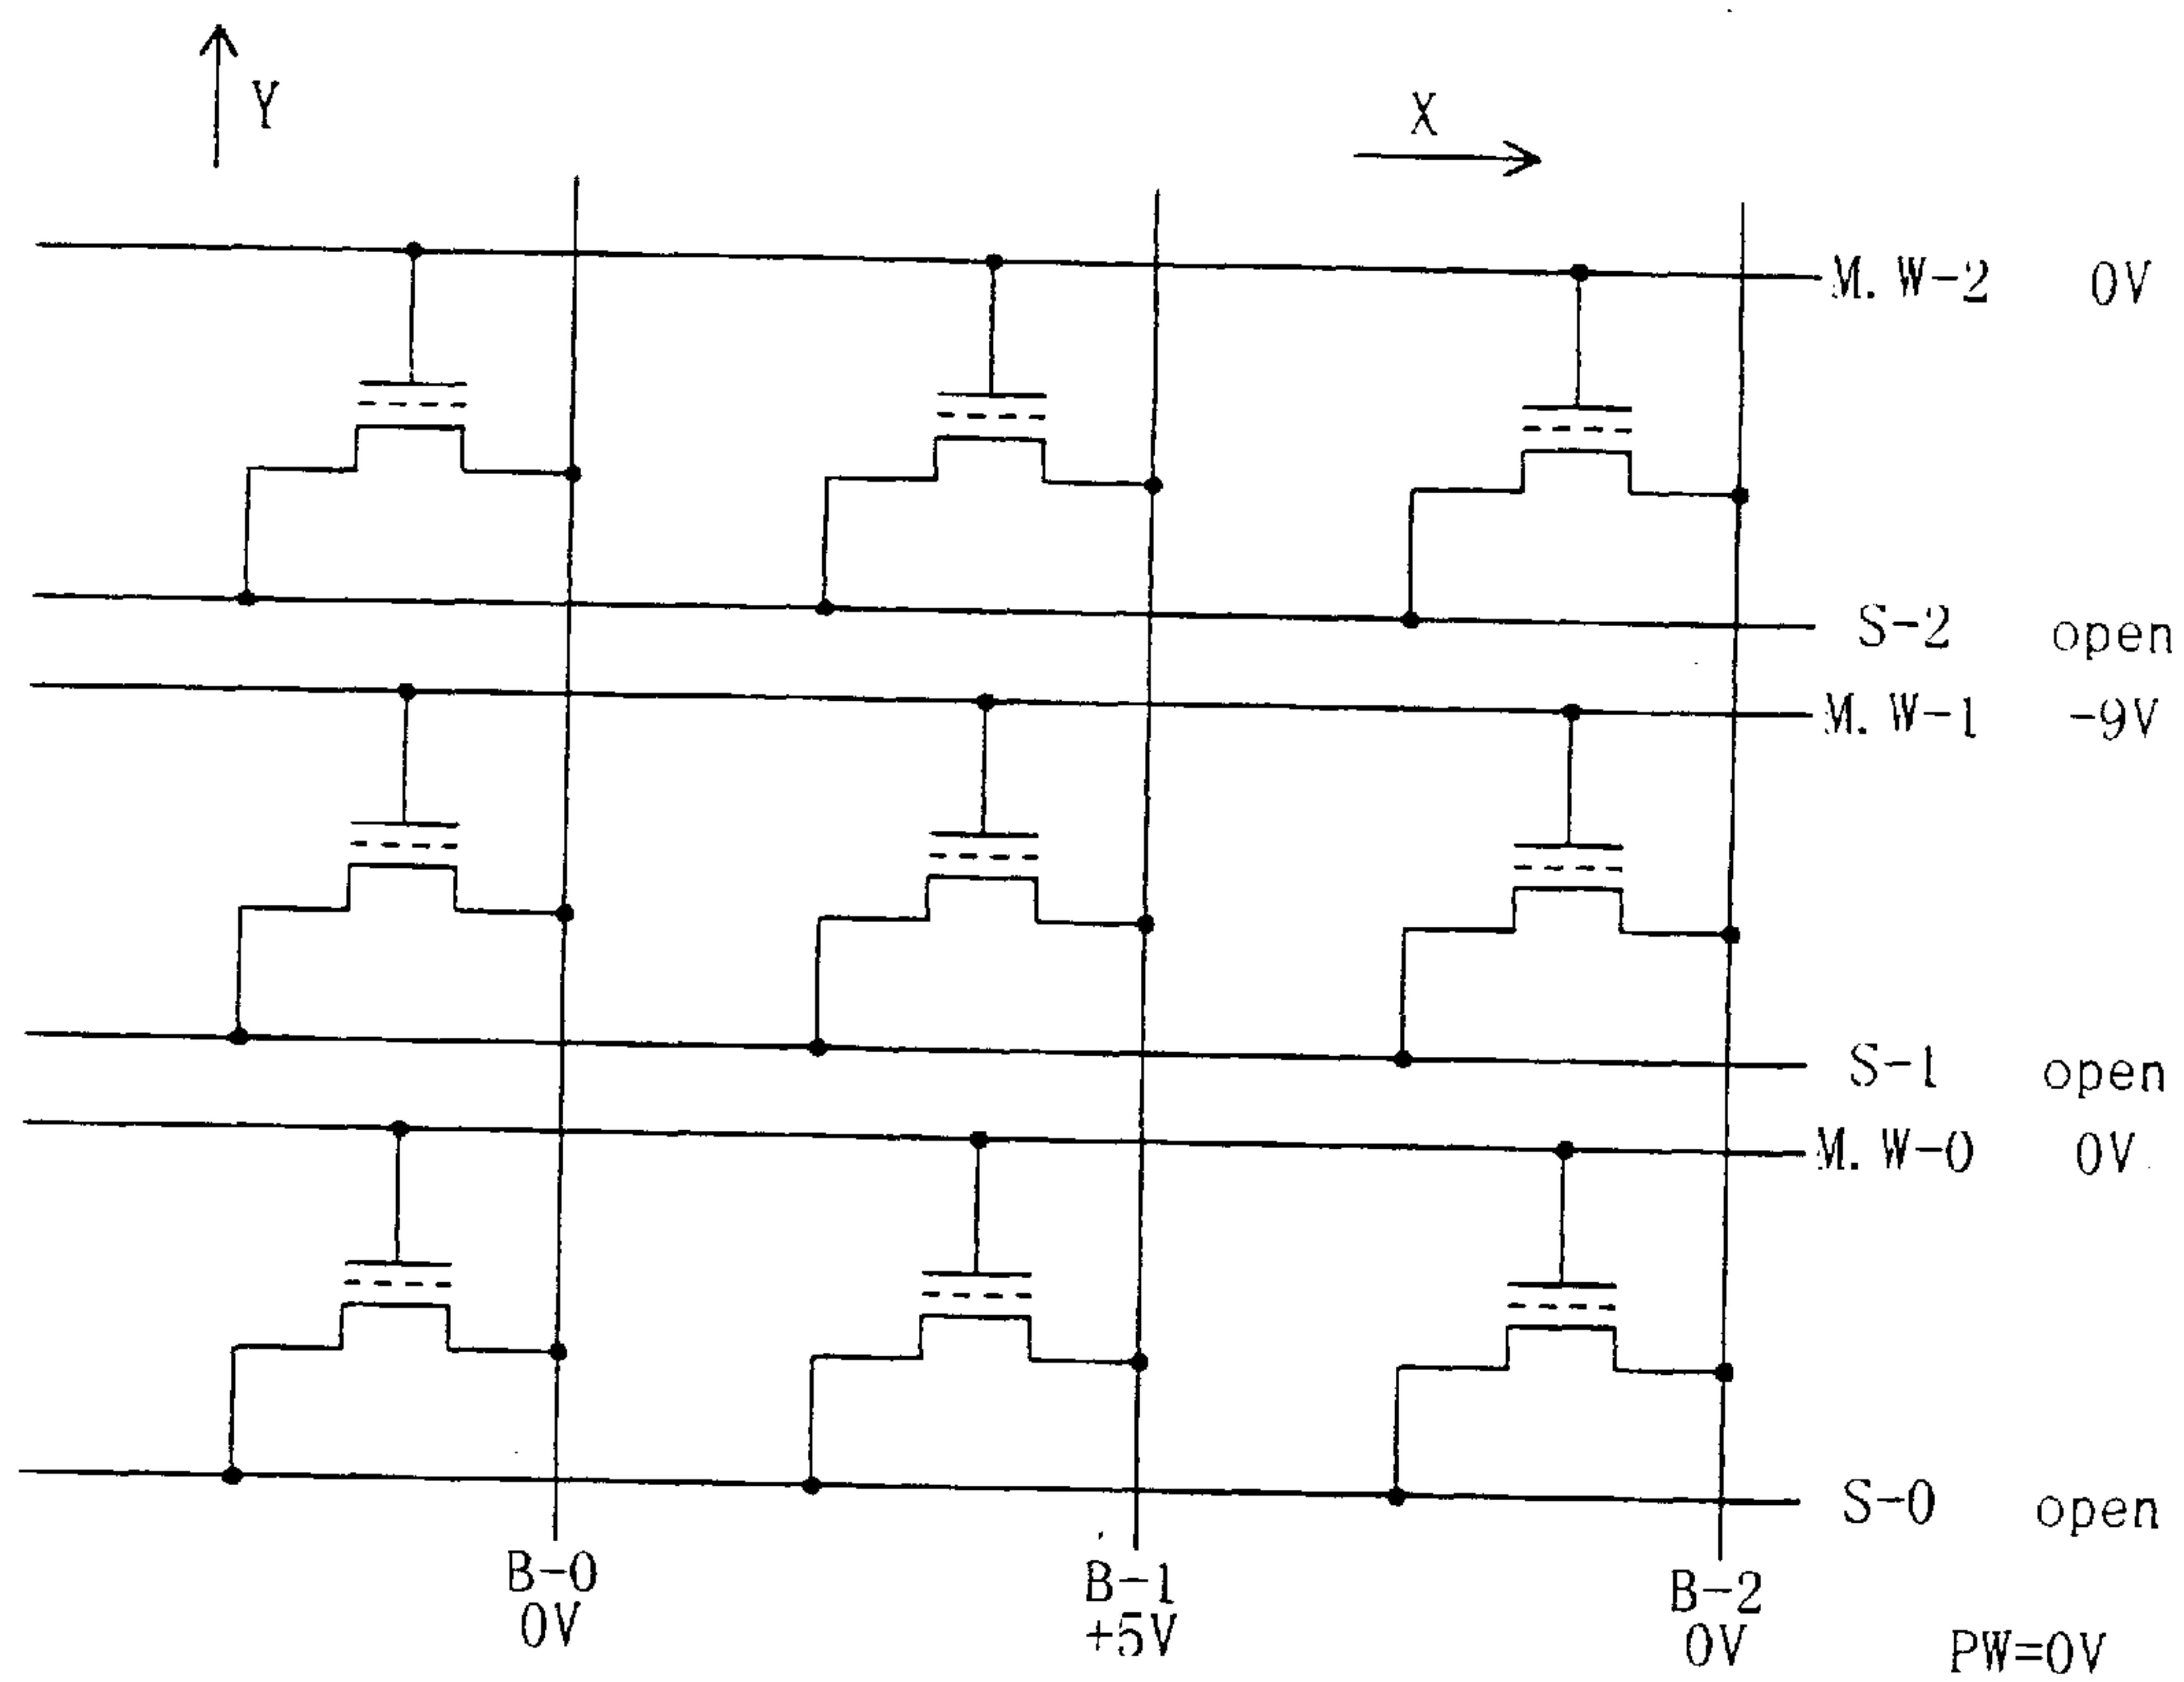 Y
X
M. W-2 0V
S-2 open
M. W-1 -9V
S-1 open
M. W-0 0V
S-0 open
B-0
0V
B-1
+5V
B-2
0V
PW=0V